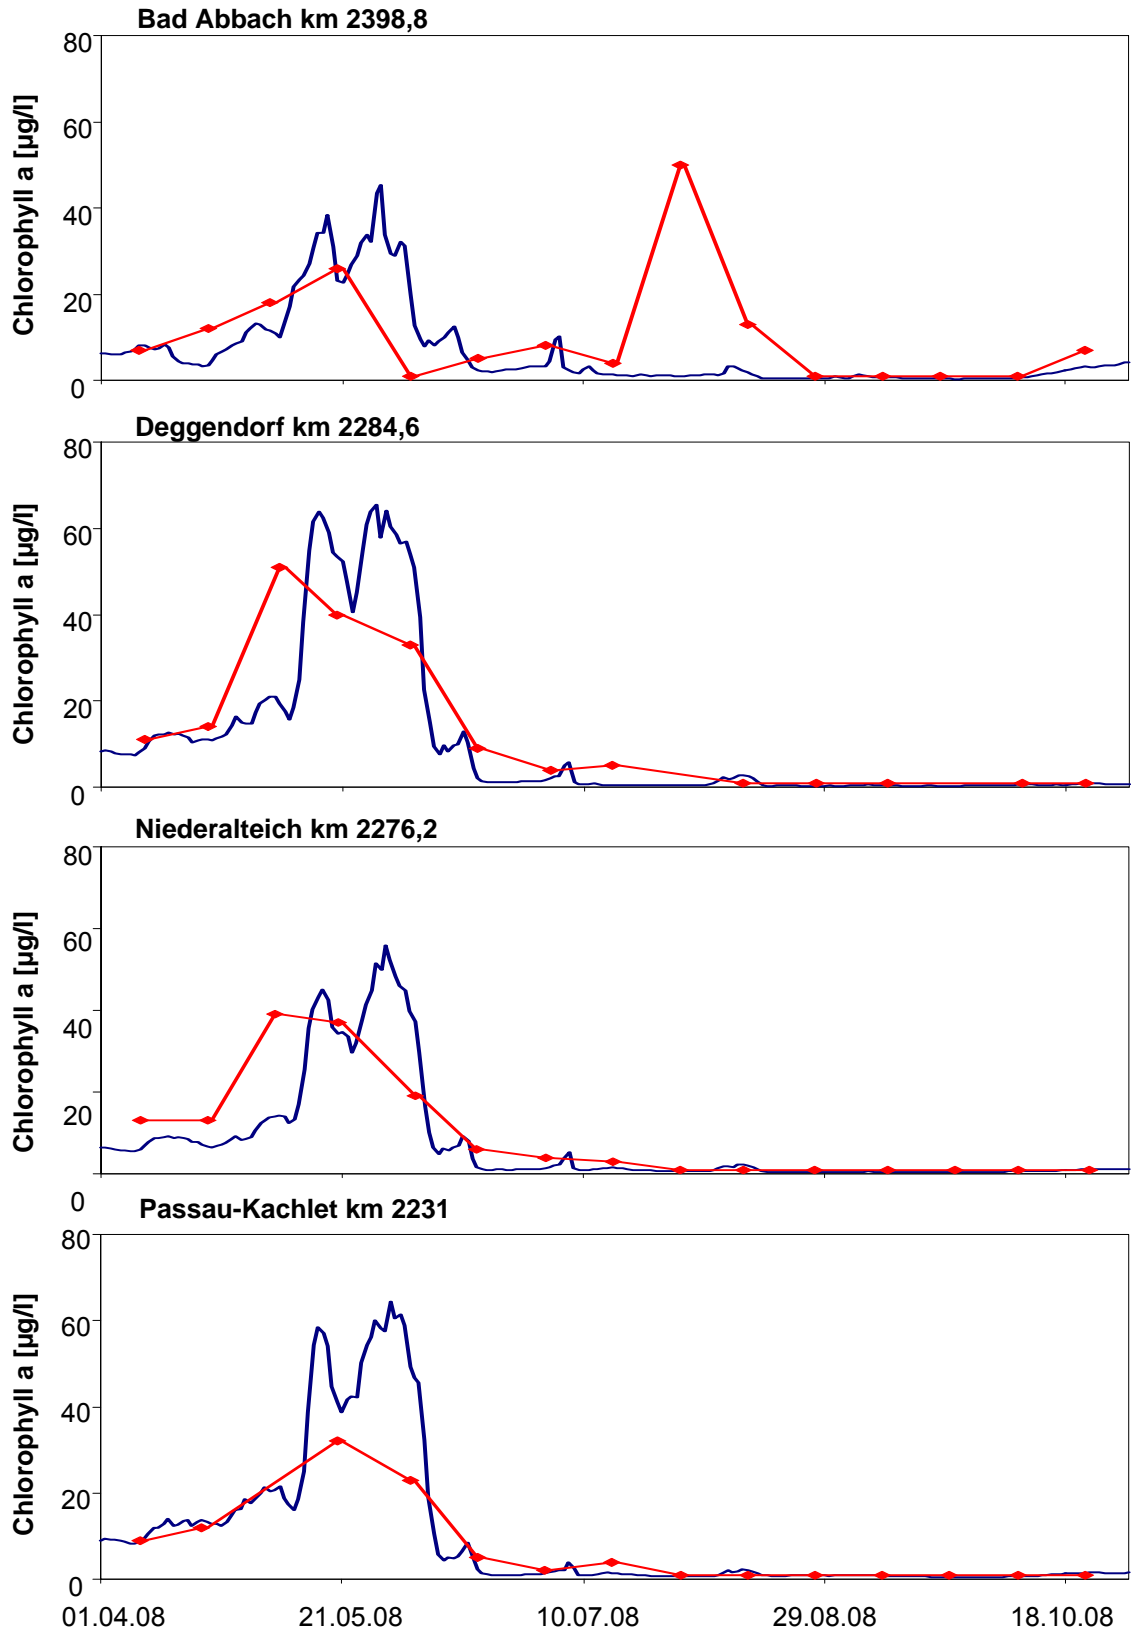 Bad Abbach km 2398,8
Chlorophyll a [µg/l]
80
60
40
20
0
Deggendorf km 2284,6
Chlorophyll a [µg/l]
80
60
40
20
0
Niederalteich km 2276,2
Chlorophyll a [µg/l]
80
60
40
20
0
Passau-Kachlet km 2231
Chlorophyll a [µg/l]
80
60
40
20
0
01.04.08 21.05.08 10.07.08 29.08.08 18.10.08